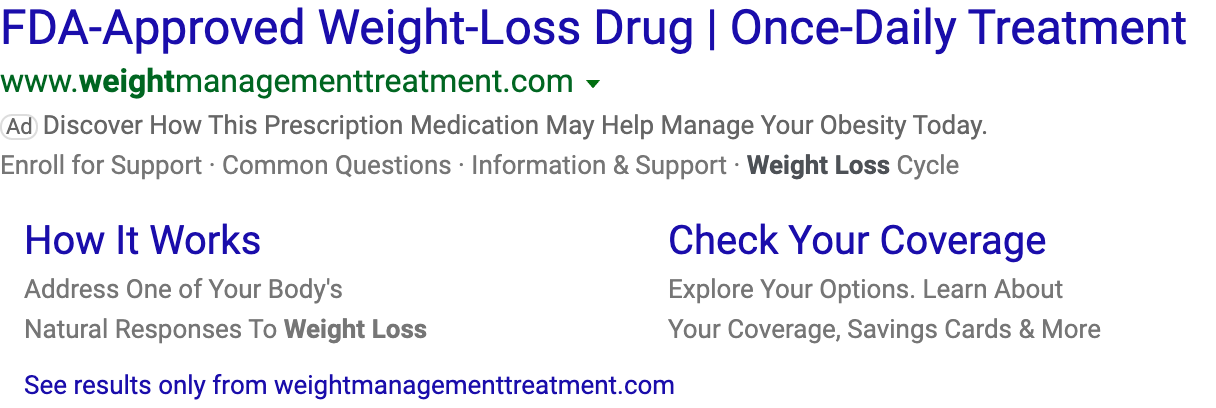 FDA-Approved Weight-Loss Drug | Once-Daily Treatment
www.weightmanagementtreatment.com
Ad Discover How This Prescription Medication May Help Manage Your Obesity Today.
Enroll for Support · Common Questions · Information & Support · Weight Loss Cycle
How It Works
Address One of Your Body's
Natural Responses To Weight Loss
Check Your Coverage
Explore Your Options. Learn About
Your Coverage, Savings Cards & More
See results only from weightmanagementtreatment.com